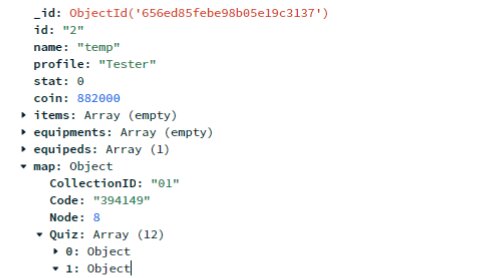 _id: ObjectId('656ed85febe98b05e19c3137')
id: "2"
name: "temp"
profile: "Tester"
stat: 0
coin: 882000
items: Array (empty)
equipments: Array (empty)
equipeds: Array (1)
map: Object
CollectionID: "01"
Code: "394149"
Node: 8
Quiz: Array (12)
0: Object
1: Object